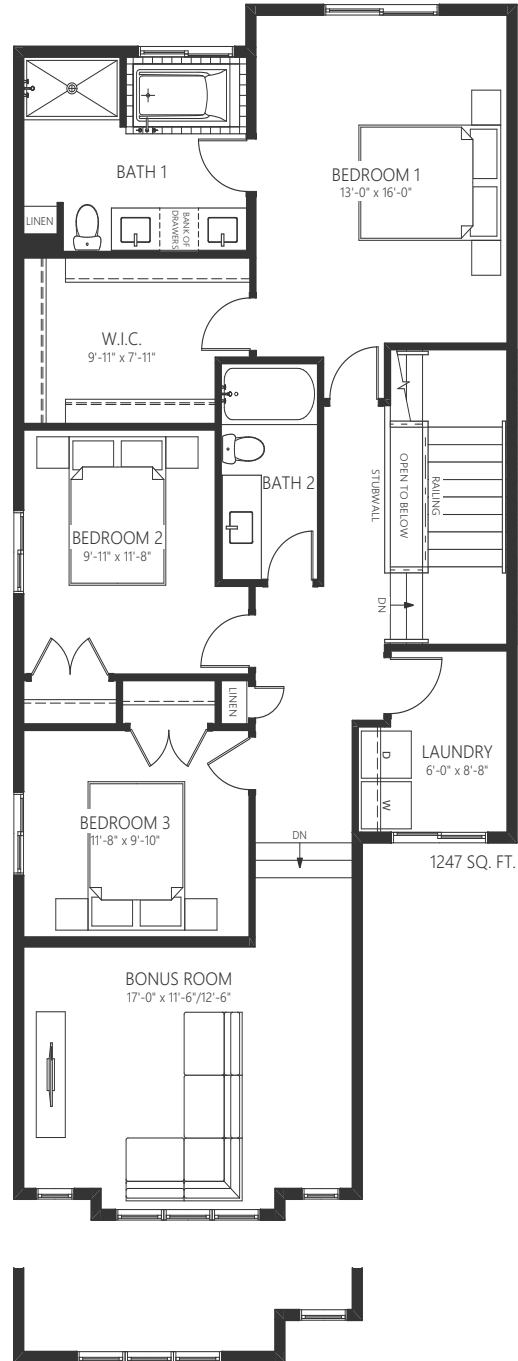 BATH 1
LINEN
BANK OF
DRAWERS
BEDROOM 1
13'-0" x 16'-0"
W.I.C.
9'-11" x 7'-11"
BATH 2
STUBWALL
OPEN TO BELOW
RAILING
DN
BEDROOM 2
9'-11" x 11'-8"
LINEN
LAUNDRY
6'-0" x 8'-8"
D
W
BEDROOM 3
11'-8" x 9'-10"
DN
1247 SQ. FT.
BONUS ROOM
17'-0" x 11'-6"/12'-6"